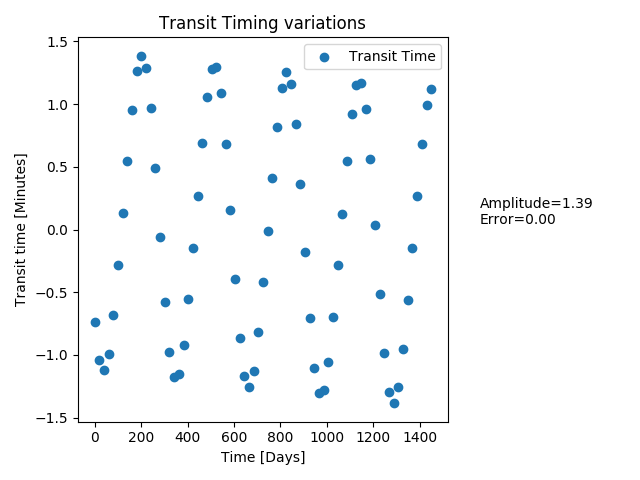 Transit Timing variations
Transit Time
1.5
1.0
0.5
0.0
−0.5
−1.0
−1.5
Transit time [Minutes]
0
200
400
600
800
1000
1200
1400
Time [Days]
Amplitude=1.39
Error=0.00